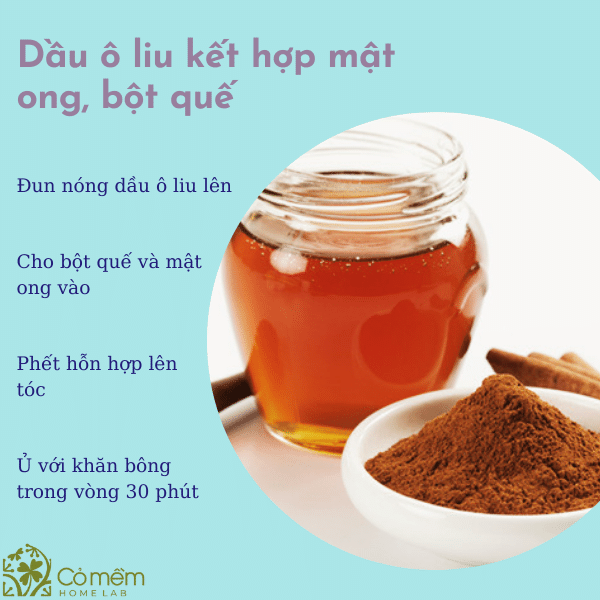 Dầu ô liu kết hợp mật
ong, bột quế
Đun nóng dầu ô liu lên
Cho bột quế và mật
ong vào
Phết hỗn hợp lên
tóc
Ủ với khăn bông
trong vòng 30 phút
Cỏ mềm
HOME LAB